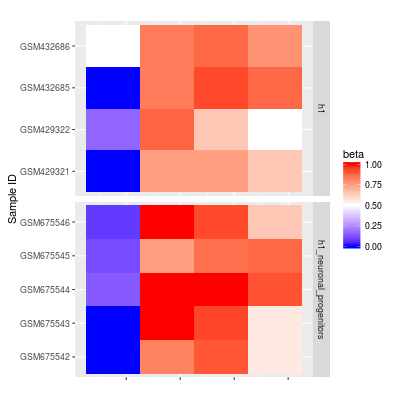 GSM432686
GSM432685
GSM429322
GSM429321
GSM675546
GSM675545
GSM675544
GSM675543
GSM675542
Sample ID
h1
h1_neuronal_progenitors
beta
1.00
0.75
0.50
0.25
0.00